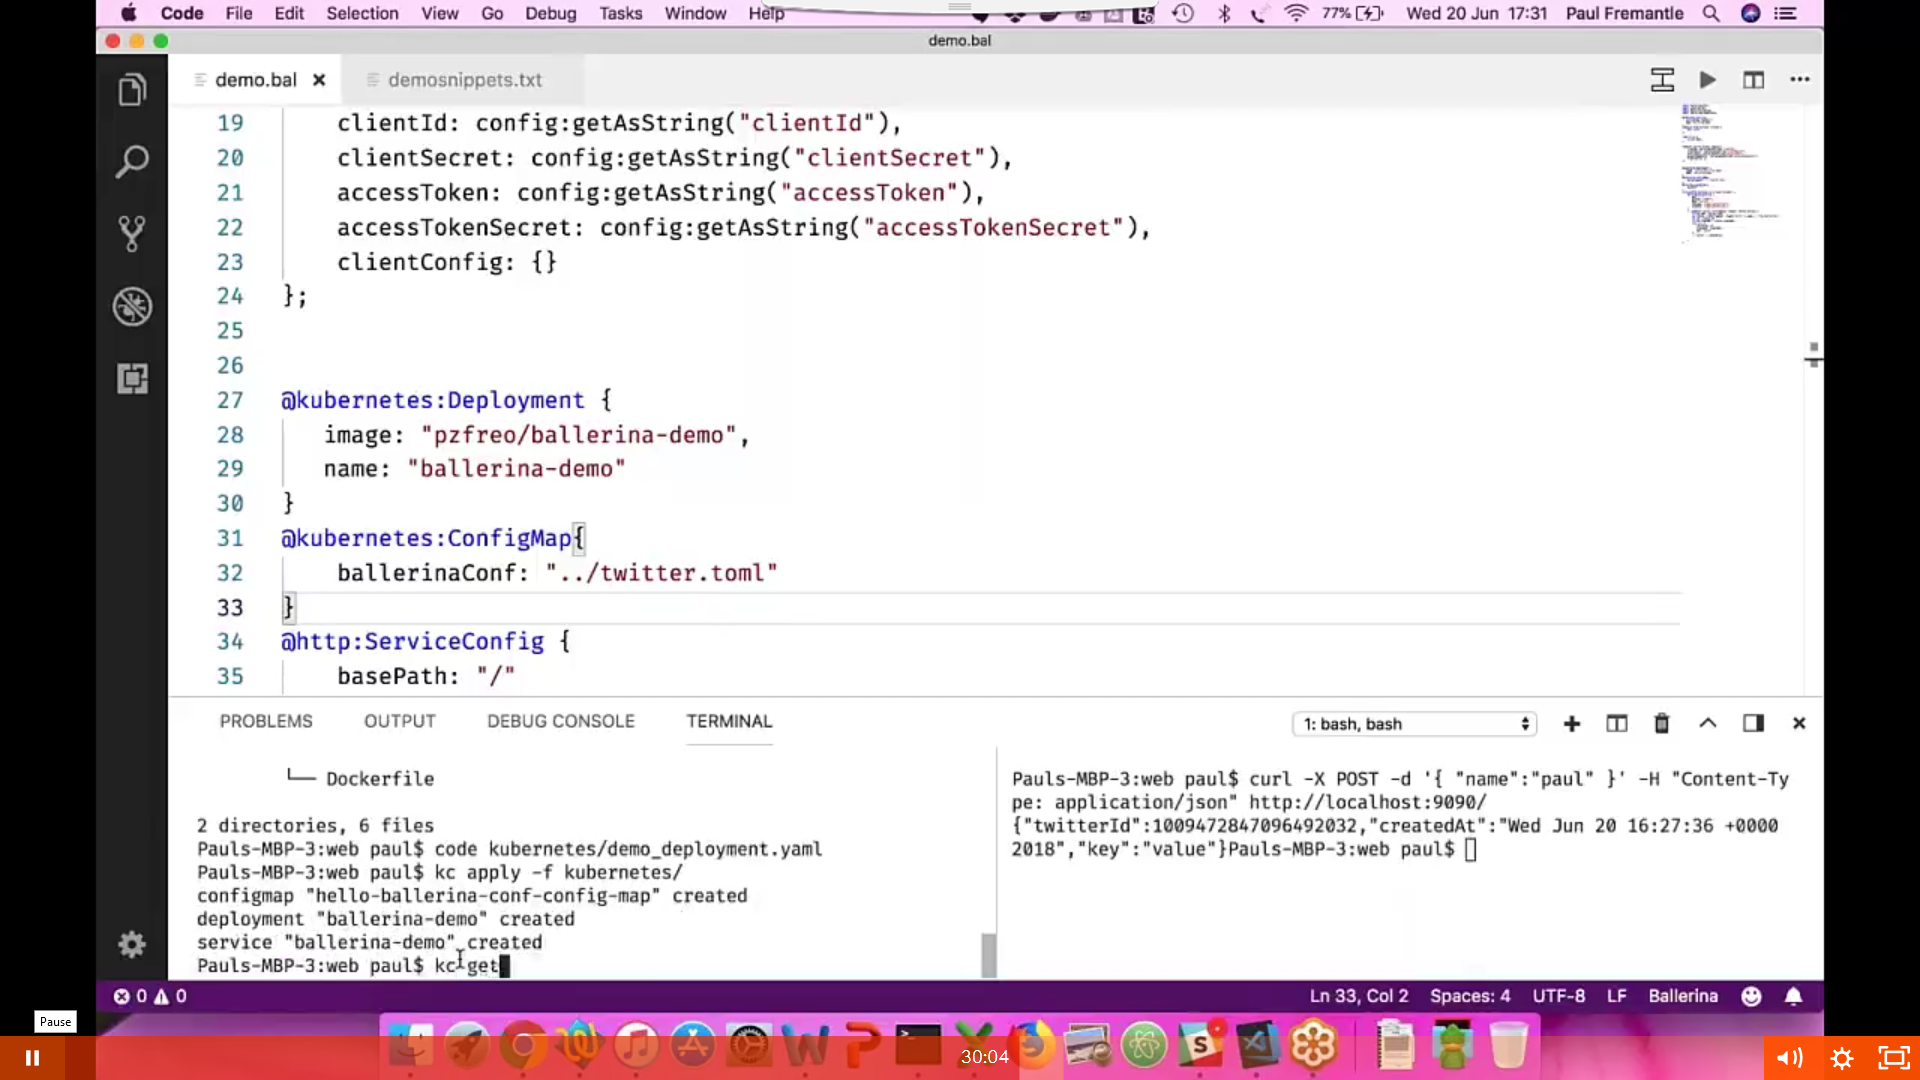 Code File Edit Selection View Go Debug Tasks Window Help 77% Wed 20 Jun 17:31 Paul Fremantle
demo.bal
demo.bal demosnippets.txt
19 clientId: config:getAsString("clientId"),
20 clientSecret: config:getAsString("clientSecret"),
21 accessToken: config:getAsString("accessToken"),
22 accessTokenSecret: config:getAsString("accessTokenSecret"),
23 clientConfig: {}
24 };
25
26
27 @kubernetes:Deployment {
28 image: "pzfreo/ballerina-demo",
29 name: "ballerina-demo"
30 }
31 @kubernetes:ConfigMap{
32 ballerinaConf: "../twitter.toml"
33 }
34 @http:ServiceConfig {
35 basePath: "/"
PROBLEMS OUTPUT DEBUG CONSOLE TERMINAL 1: bash, bash
└── Dockerfile
2 directories, 6 files
Pauls-MBP-3:web paul$ code kubernetes/demo_deployment.yaml
Pauls-MBP-3:web paul$ kc apply -f kubernetes/
configmap "hello-ballerina-conf-config-map" created
deployment "ballerina-demo" created
service "ballerina-demo" created
Pauls-MBP-3:web paul$ kc get
Pauls-MBP-3:web paul$ curl -X POST -d '{ "name":"paul" }' -H "Content-Ty
pe: application/json" http://localhost:9090/
{"twitterId":1009472847096492032,"createdAt":"Wed Jun 20 16:27:36 +0000
2018","key":"value"}Pauls-MBP-3:web paul$
0 0 Ln 33, Col 2 Spaces: 4 UTF-8 LF Ballerina
Pause
30:04